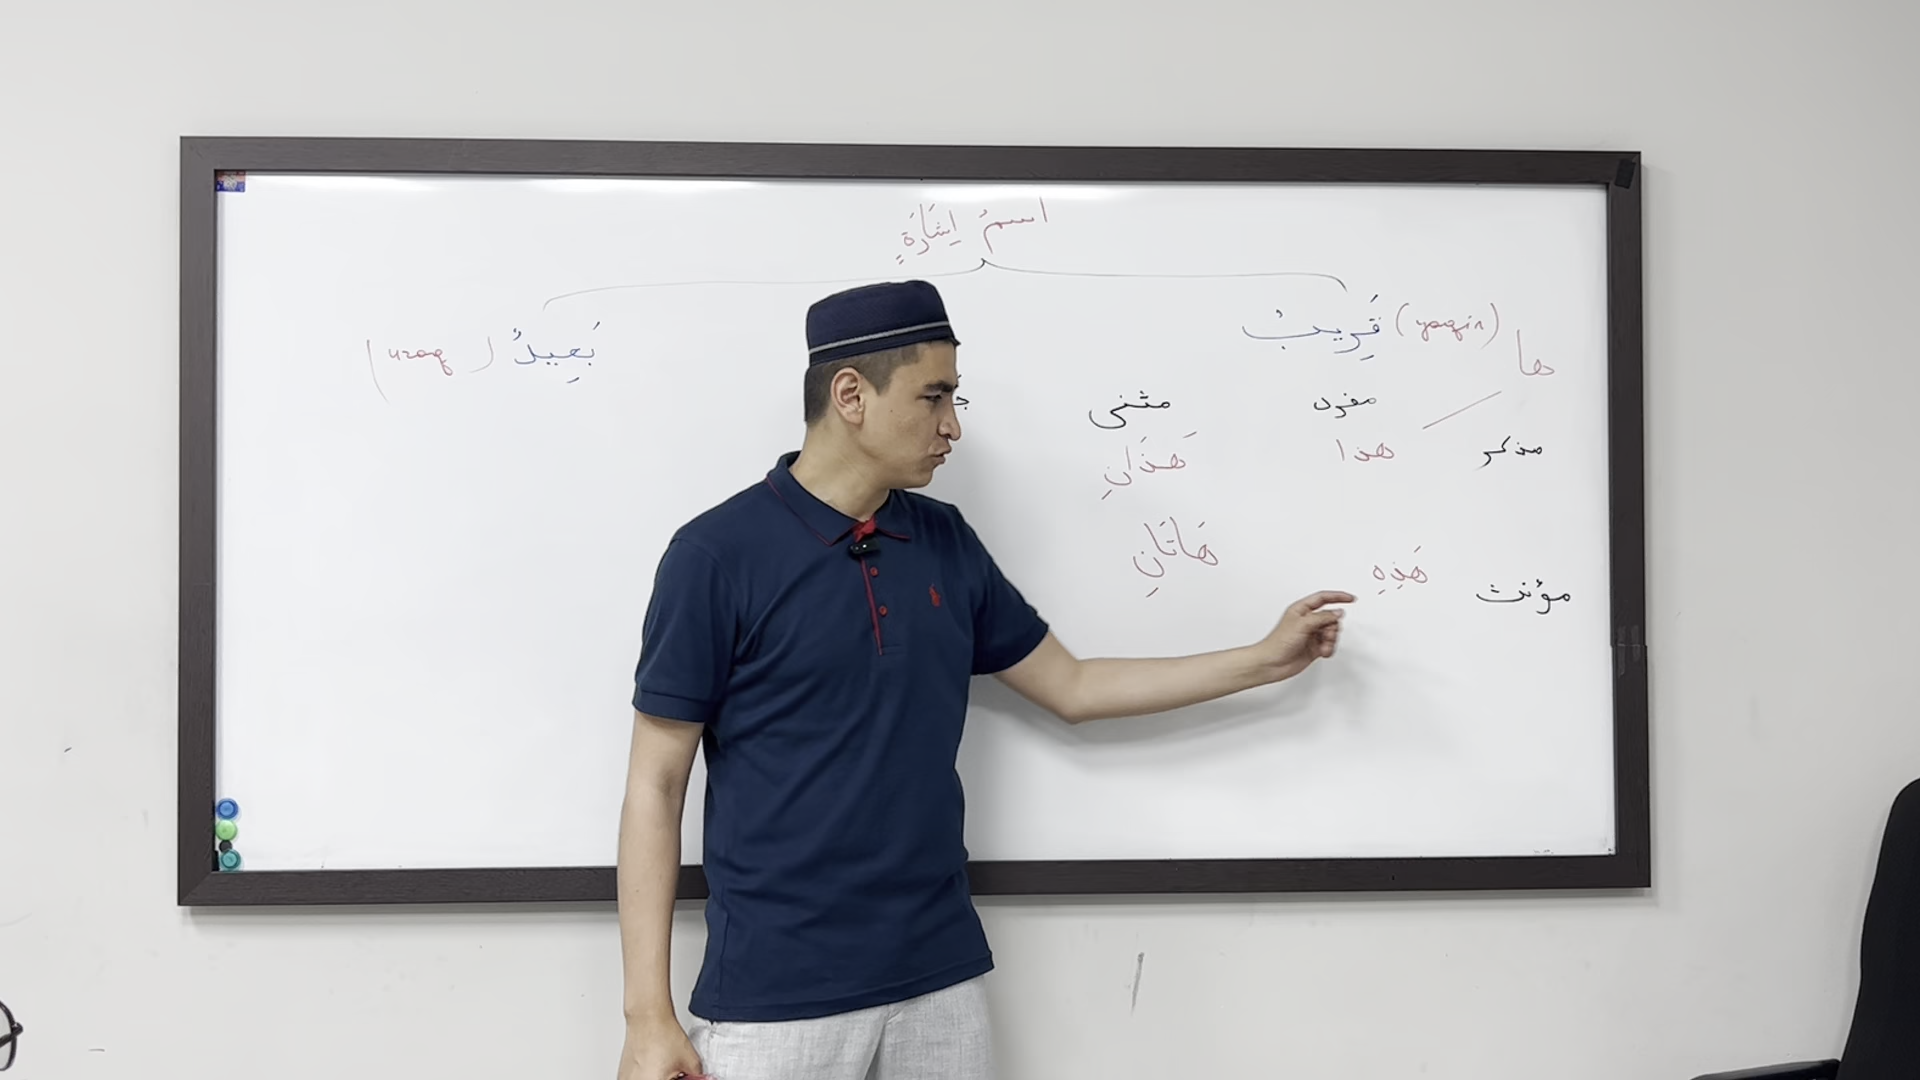 اسمُ اِشَارَةٍ
قَرِيبٌ (yaqin)
ها
بَعِيدٌ (uzoq)
مفرد مثنى
مذكر هذا هَذَانِ
مؤنث هَذِهِ هَاتَانِ